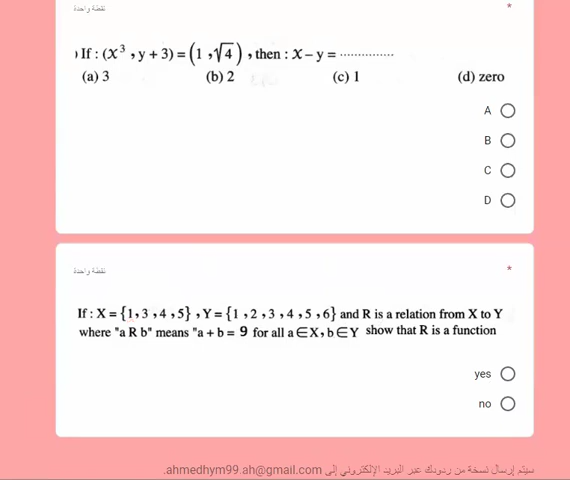 نقطة واحدة
*
) If : (X³ , y + 3) = (1 , √4) , then : X – y = ...............
(a) 3 (b) 2 (c) 1 (d) zero
A
B
C
D
نقطة واحدة
*
If : X = {1, 3 , 4 , 5} , Y = {1 , 2 , 3 , 4 , 5 , 6} and R is a relation from X to Y
where "a R b" means "a + b = 9 for all a ∈ X, b ∈ Y show that R is a function
yes
no
سيتم إرسال نسخة من ردودك عبر البريد الإلكتروني إلى ahmedhym99.ah@gmail.com.